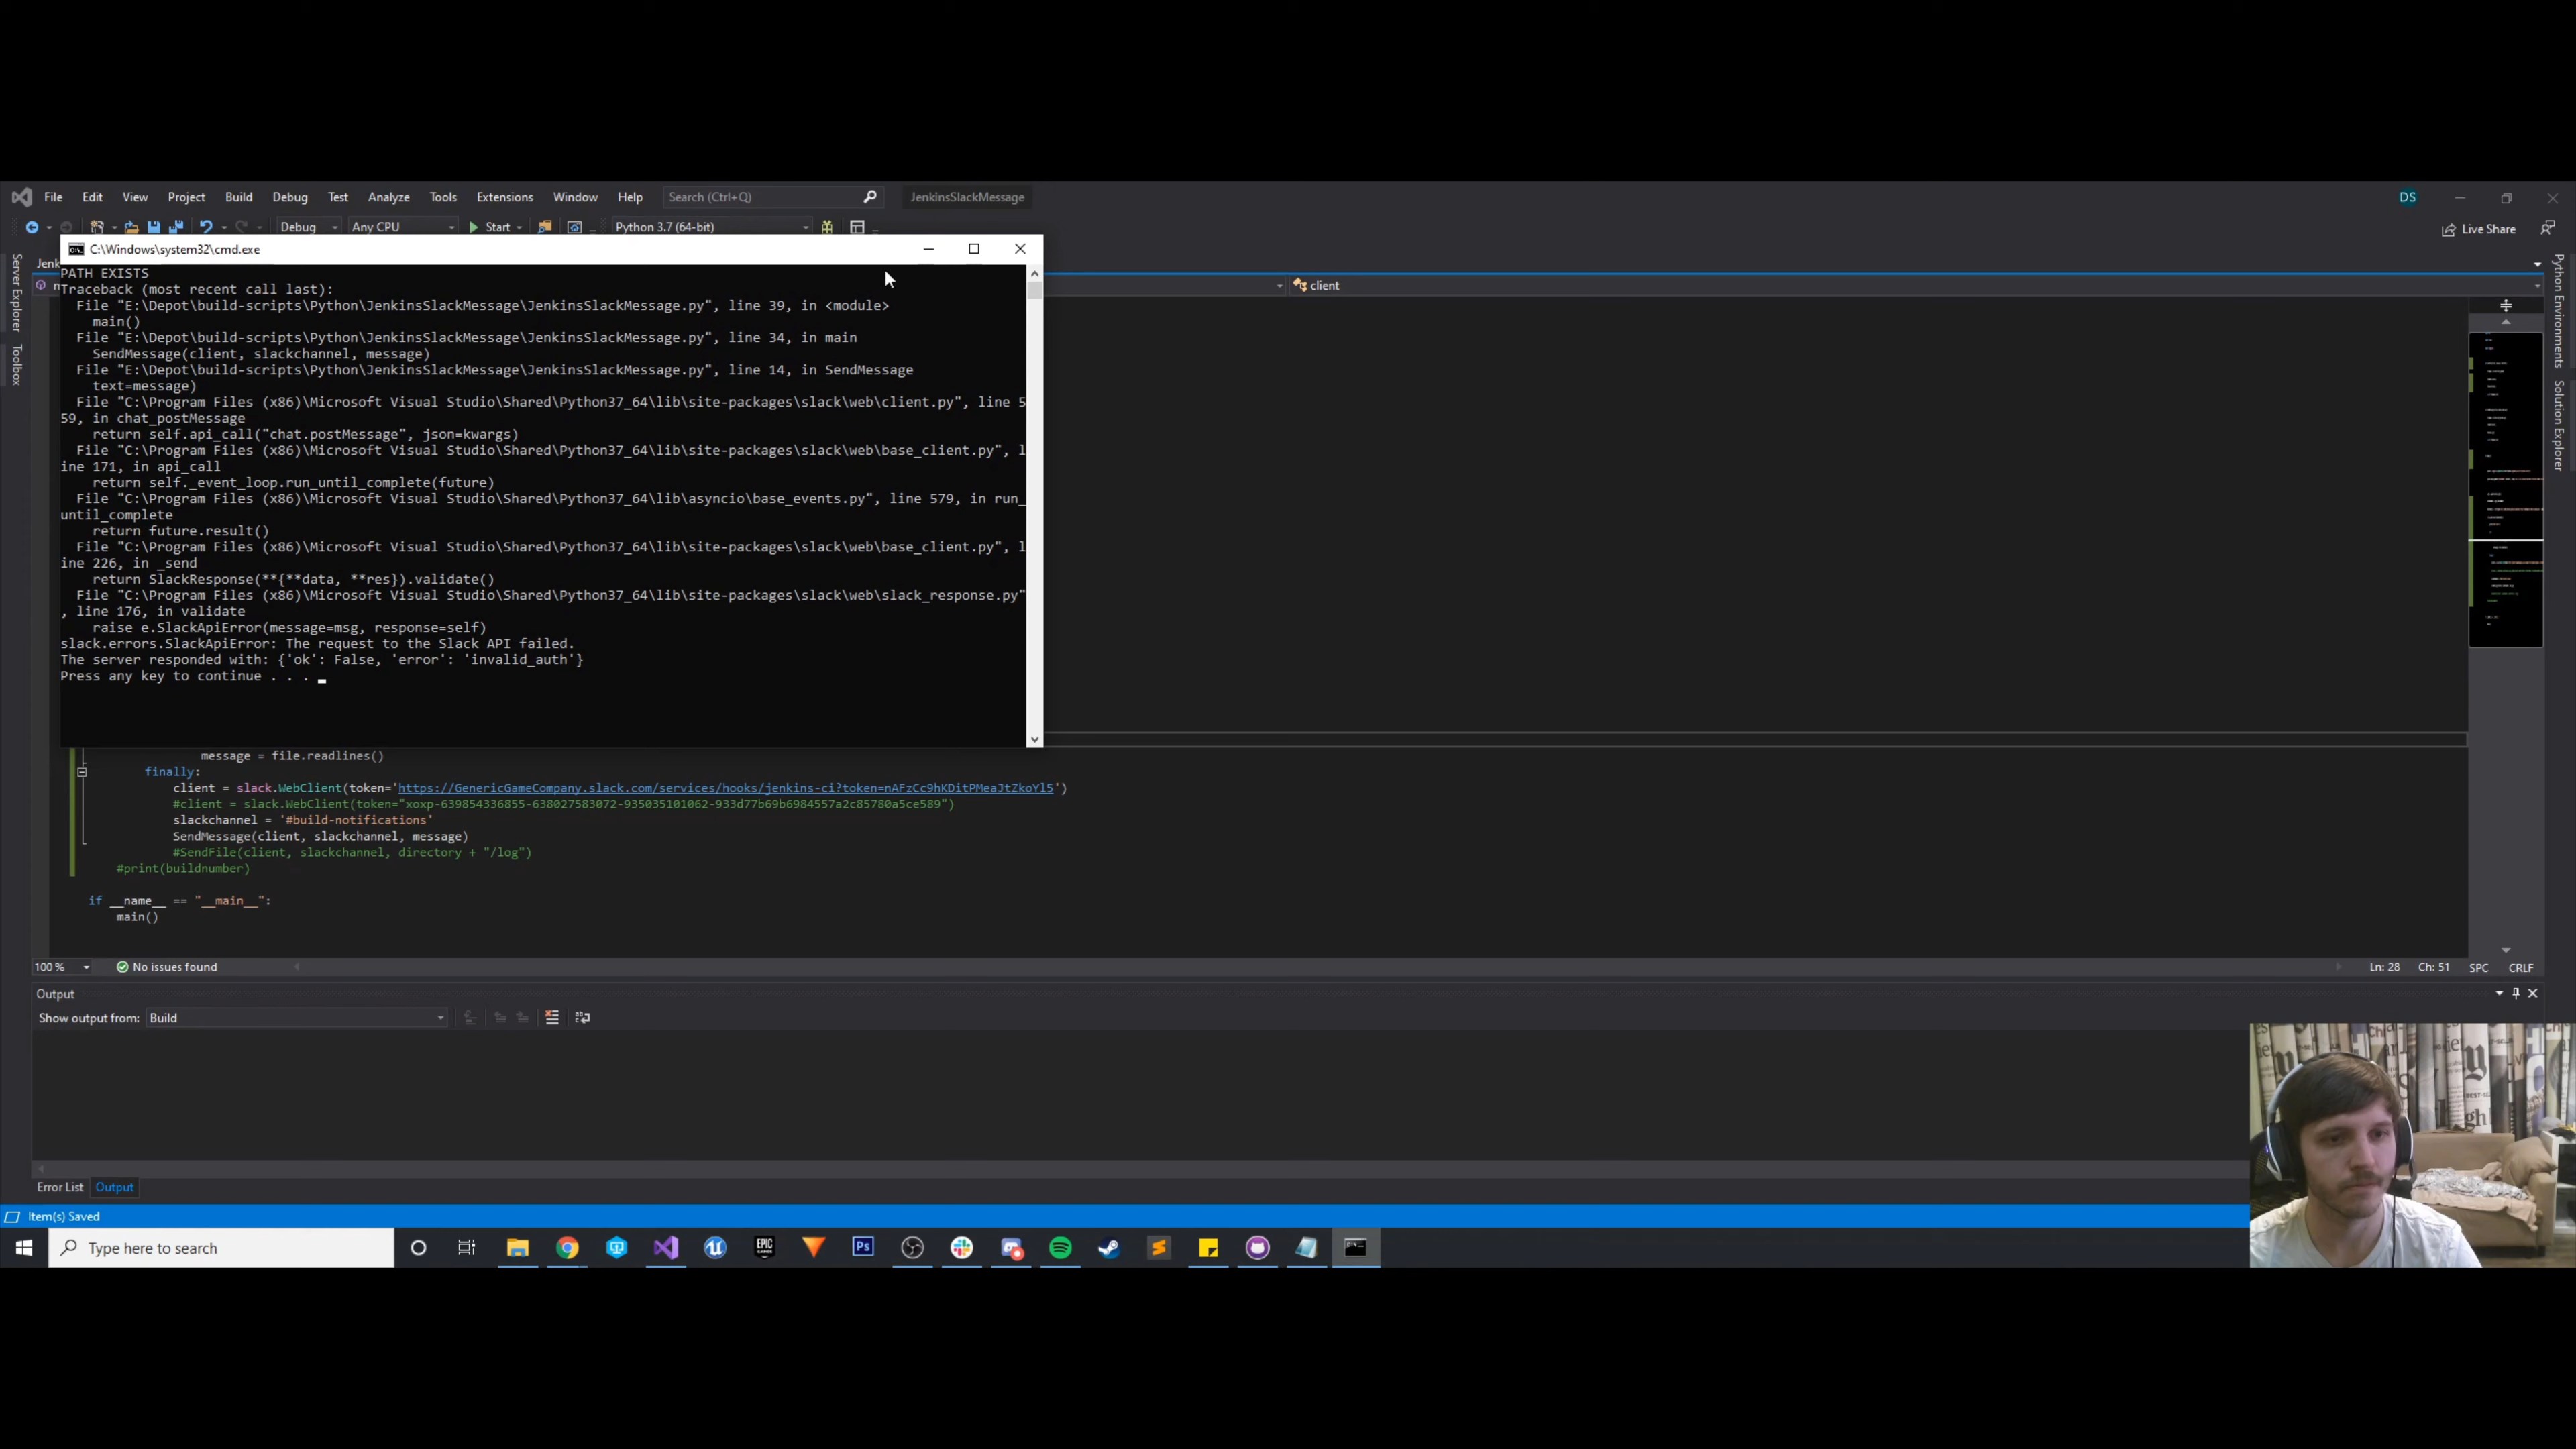 File Edit View Project Build Debug Test Analyze Tools Extensions Window Help Search (Ctrl+Q) JenkinsSlackMessage DS
Debug Any CPU Start Python 3.7 (64-bit) Live Share
Jen
client
Server Explorer
Toolbox
Python Environments
Solution Explorer
C:\Windows\system32\cmd.exe
PATH EXISTS
Traceback (most recent call last):
File "E:\Depot\build-scripts\Python\JenkinsSlackMessage\JenkinsSlackMessage.py", line 39, in <module>
main()
File "E:\Depot\build-scripts\Python\JenkinsSlackMessage\JenkinsSlackMessage.py", line 34, in main
SendMessage(client, slackchannel, message)
File "E:\Depot\build-scripts\Python\JenkinsSlackMessage\JenkinsSlackMessage.py", line 14, in SendMessage
text=message)
File "C:\Program Files (x86)\Microsoft Visual Studio\Shared\Python37_64\lib\site-packages\slack\web\client.py", line 5
59, in chat_postMessage
return self.api_call("chat.postMessage", json=kwargs)
File "C:\Program Files (x86)\Microsoft Visual Studio\Shared\Python37_64\lib\site-packages\slack\web\base_client.py", l
ine 171, in api_call
return self._event_loop.run_until_complete(future)
File "C:\Program Files (x86)\Microsoft Visual Studio\Shared\Python37_64\lib\asyncio\base_events.py", line 579, in run_
until_complete
return future.result()
File "C:\Program Files (x86)\Microsoft Visual Studio\Shared\Python37_64\lib\site-packages\slack\web\base_client.py", l
ine 226, in _send
return SlackResponse(**{**data, **res}).validate()
File "C:\Program Files (x86)\Microsoft Visual Studio\Shared\Python37_64\lib\site-packages\slack\web\slack_response.py"
, line 176, in validate
raise e.SlackApiError(message=msg, response=self)
slack.errors.SlackApiError: The request to the Slack API failed.
The server responded with: {'ok': False, 'error': 'invalid_auth'}
Press any key to continue . . .
message = file.readlines()
finally:
client = slack.WebClient(token='https://GenericGameCompany.slack.com/services/hooks/jenkins-ci?token=nAFzCc9hKDitPMeaJtZkoYl5')
#client = slack.WebClient(token="xoxp-639854336855-638027583072-935035101062-933d77b69b6984557a2c85780a5ce589")
slackchannel = '#build-notifications'
SendMessage(client, slackchannel, message)
#SendFile(client, slackchannel, directory + "/log")
#print(buildnumber)
if __name__ == "__main__":
main()
100 % No issues found Ln: 28 Ch: 51 SPC CRLF
Output
Show output from: Build
Error List Output
Item(s) Saved
Type here to search